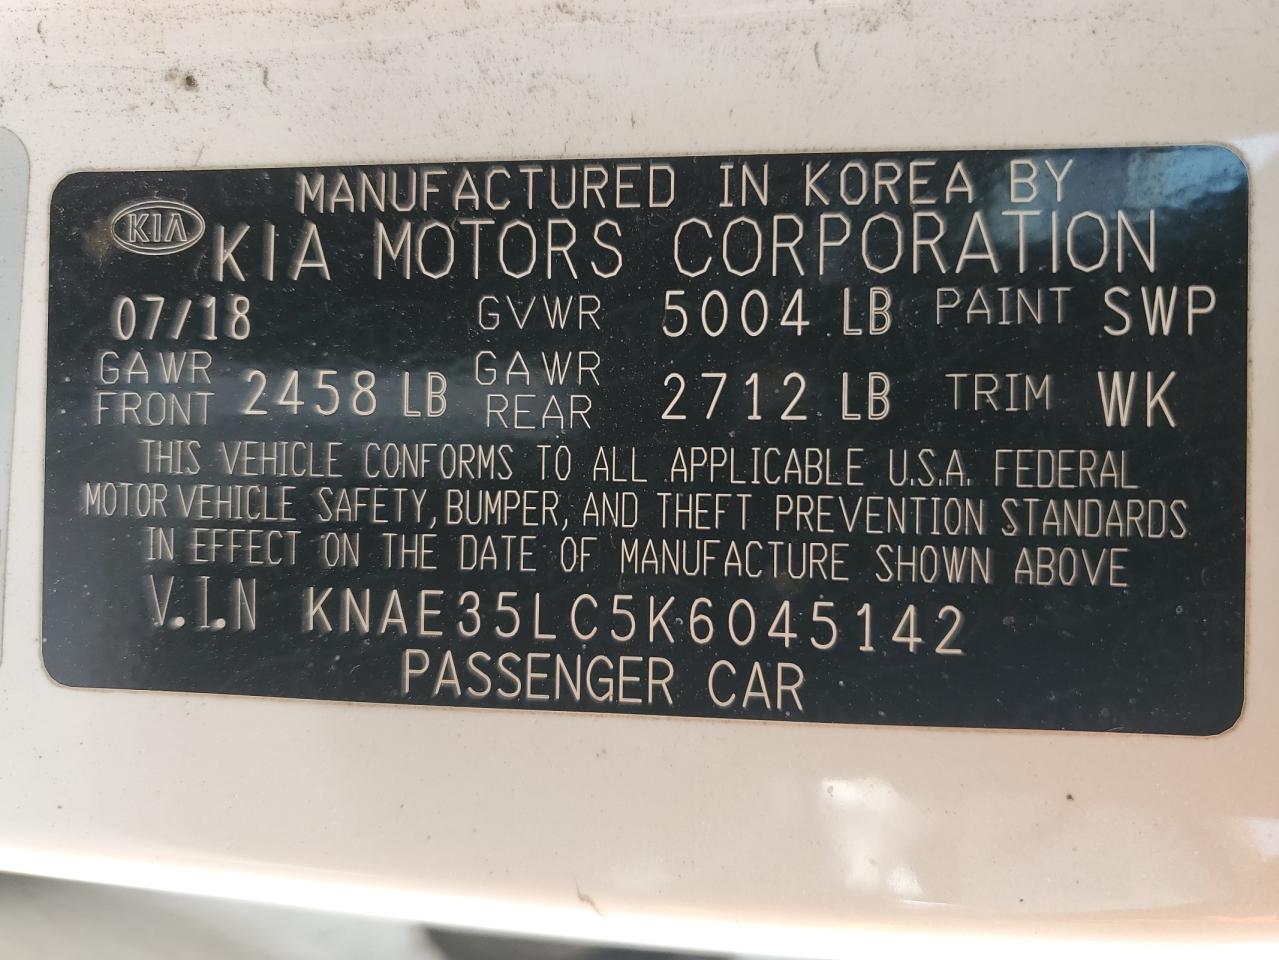 MANUFACTURED IN KOREA BY
KIA KIA MOTORS CORPORATION
07/18 GVWR 5004 LB PAINT SWP
GAWR FRONT 2458 LB GAWR REAR 2712 LB TRIM WK
THIS VEHICLE CONFORMS TO ALL APPLICABLE U.S.A. FEDERAL
MOTOR VEHICLE SAFETY, BUMPER, AND THEFT PREVENTION STANDARDS
IN EFFECT ON THE DATE OF MANUFACTURE SHOWN ABOVE
V.I.N KNAE35LC5K6045142
PASSENGER CAR